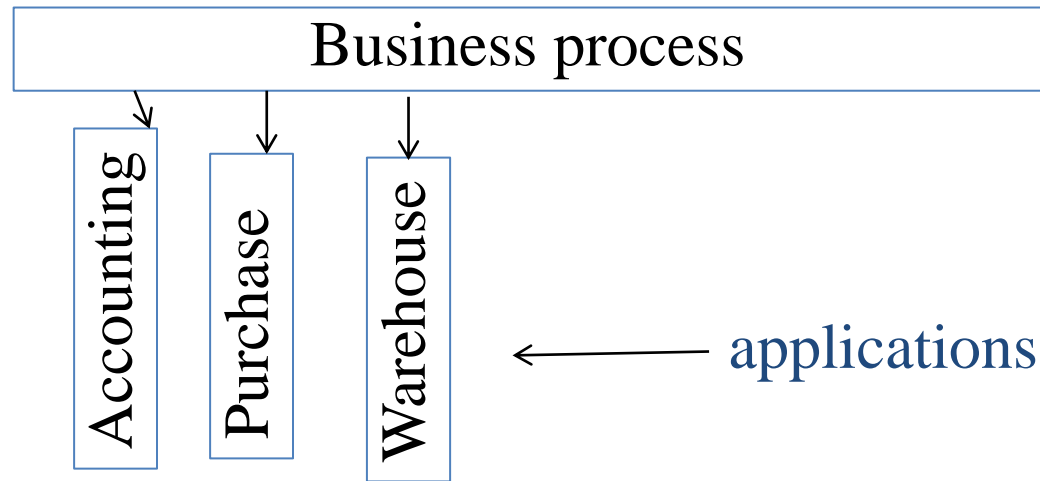 Business process
Accounting
Purchase
Warehouse
applications